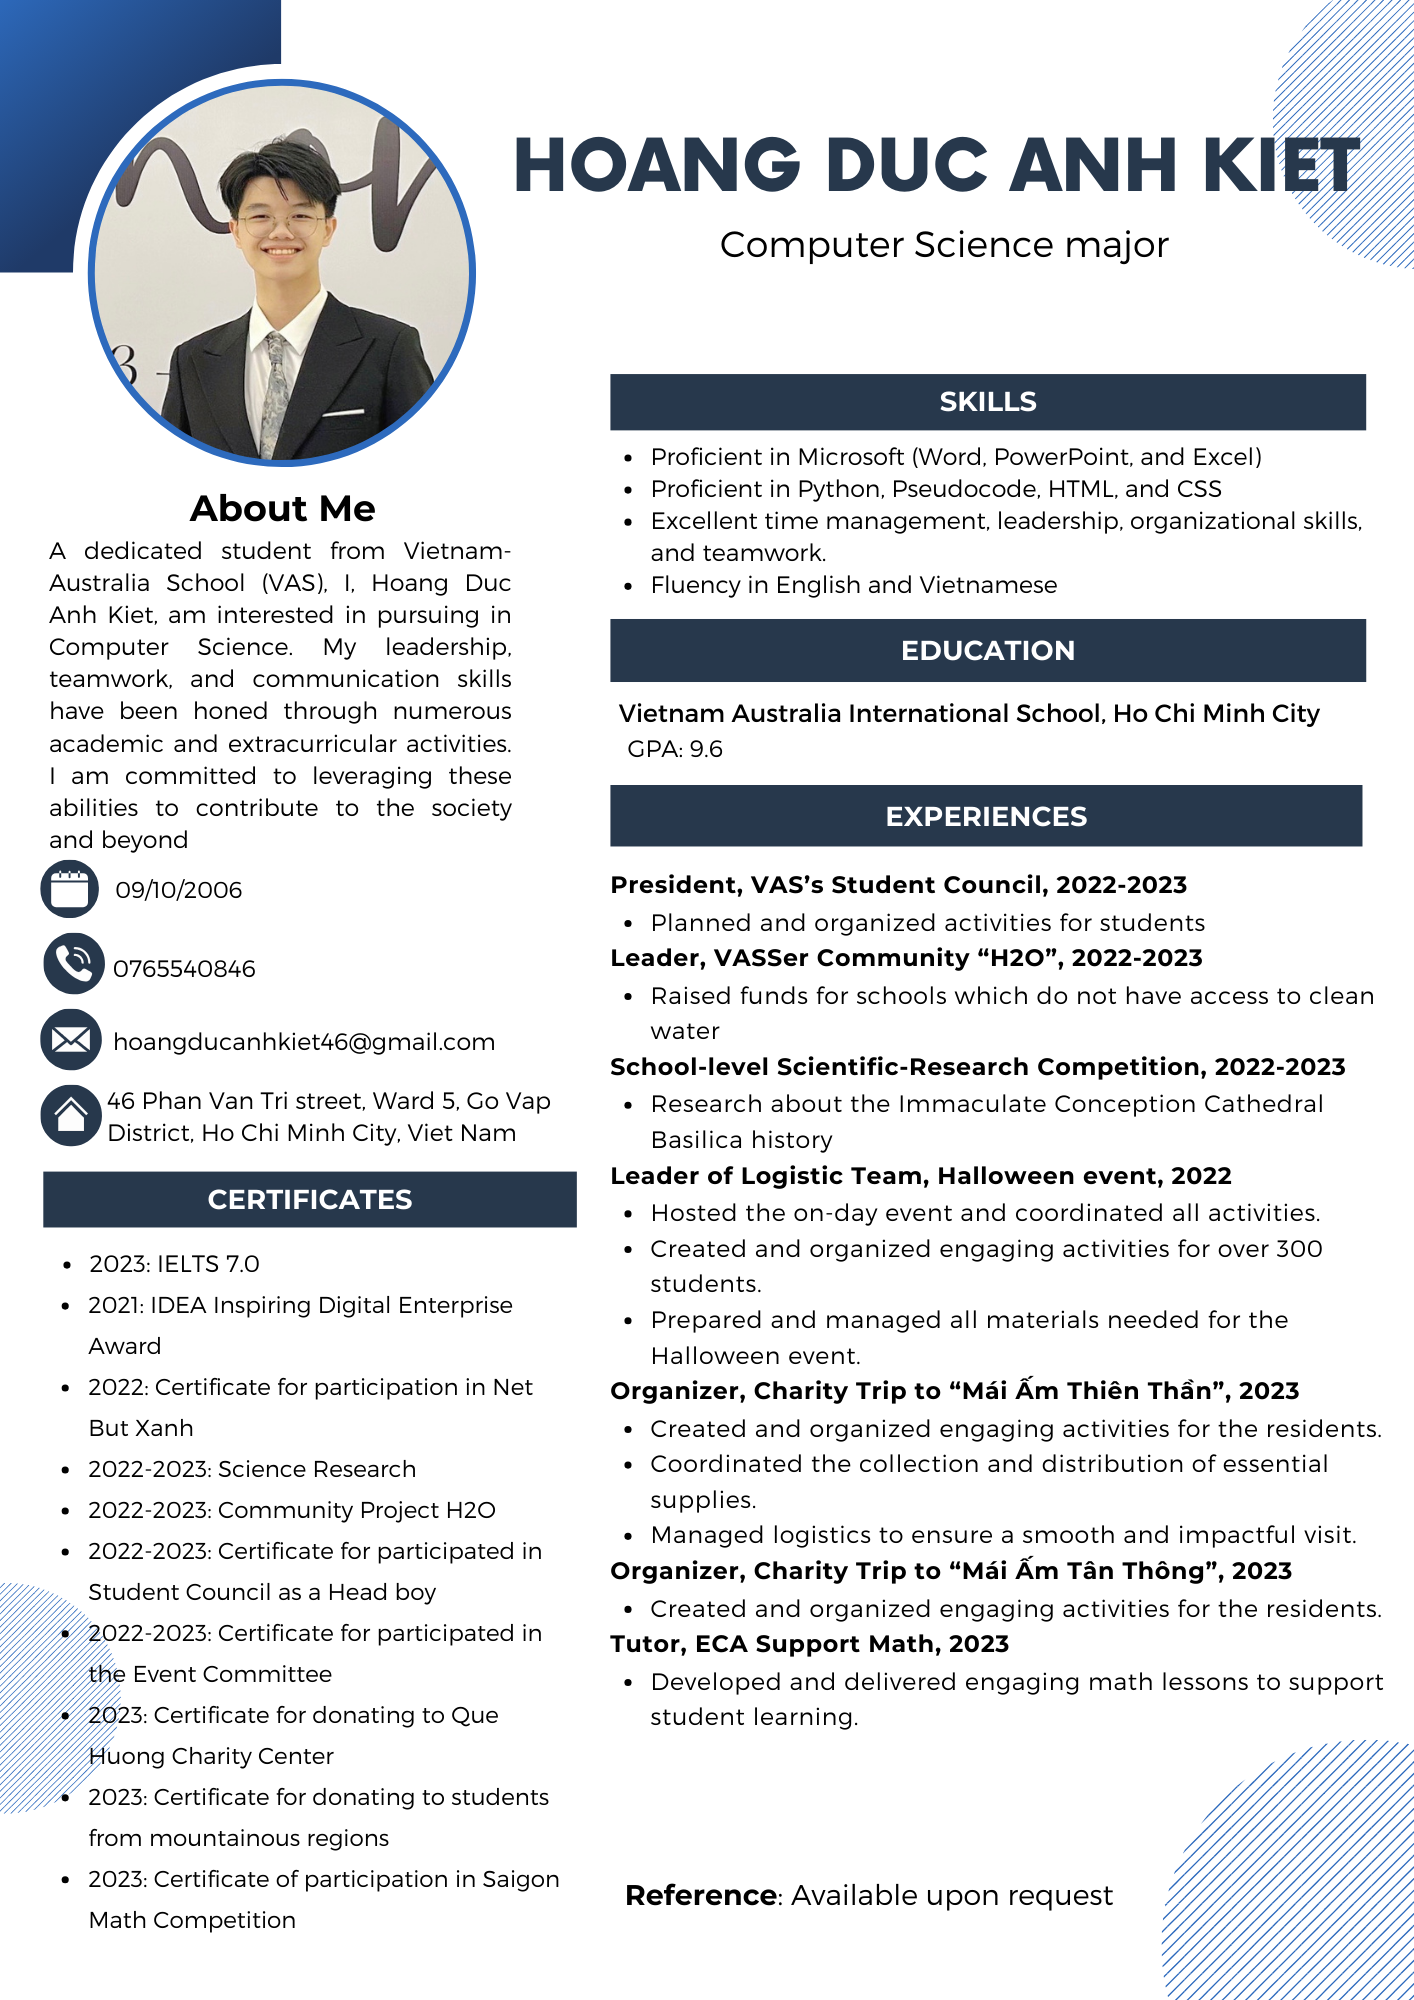 HOANG DUC ANH KIET
Computer Science major
About Me
A dedicated student from Vietnam-
Australia School (VAS), I, Hoang Duc
Anh Kiet, am interested in pursuing in
Computer Science. My leadership,
teamwork, and communication skills
have been honed through numerous
academic and extracurricular activities.
I am committed to leveraging these
abilities to contribute to the society
and beyond
09/10/2006
0765540846
hoangducanhkiet46@gmail.com
46 Phan Van Tri street, Ward 5, Go Vap
District, Ho Chi Minh City, Viet Nam
CERTIFICATES
• 2023: IELTS 7.0
• 2021: IDEA Inspiring Digital Enterprise
Award
• 2022: Certificate for participation in Net
But Xanh
• 2022-2023: Science Research
• 2022-2023: Community Project H2O
• 2022-2023: Certificate for participated in
Student Council as a Head boy
• 2022-2023: Certificate for participated in
the Event Committee
• 2023: Certificate for donating to Que
Huong Charity Center
• 2023: Certificate for donating to students
from mountainous regions
• 2023: Certificate of participation in Saigon
Math Competition
SKILLS
• Proficient in Microsoft (Word, PowerPoint, and Excel)
• Proficient in Python, Pseudocode, HTML, and CSS
• Excellent time management, leadership, organizational skills,
and teamwork.
• Fluency in English and Vietnamese
EDUCATION
Vietnam Australia International School, Ho Chi Minh City
GPA: 9.6
EXPERIENCES
President, VAS’s Student Council, 2022-2023
• Planned and organized activities for students
Leader, VASSer Community “H2O”, 2022-2023
• Raised funds for schools which do not have access to clean
water
School-level Scientific-Research Competition, 2022-2023
• Research about the Immaculate Conception Cathedral
Basilica history
Leader of Logistic Team, Halloween event, 2022
• Hosted the on-day event and coordinated all activities.
• Created and organized engaging activities for over 300
students.
• Prepared and managed all materials needed for the
Halloween event.
Organizer, Charity Trip to “Mái Ấm Thiên Thần”, 2023
• Created and organized engaging activities for the residents.
• Coordinated the collection and distribution of essential
supplies.
• Managed logistics to ensure a smooth and impactful visit.
Organizer, Charity Trip to “Mái Ấm Tân Thông”, 2023
• Created and organized engaging activities for the residents.
Tutor, ECA Support Math, 2023
• Developed and delivered engaging math lessons to support
student learning.
Reference: Available upon request